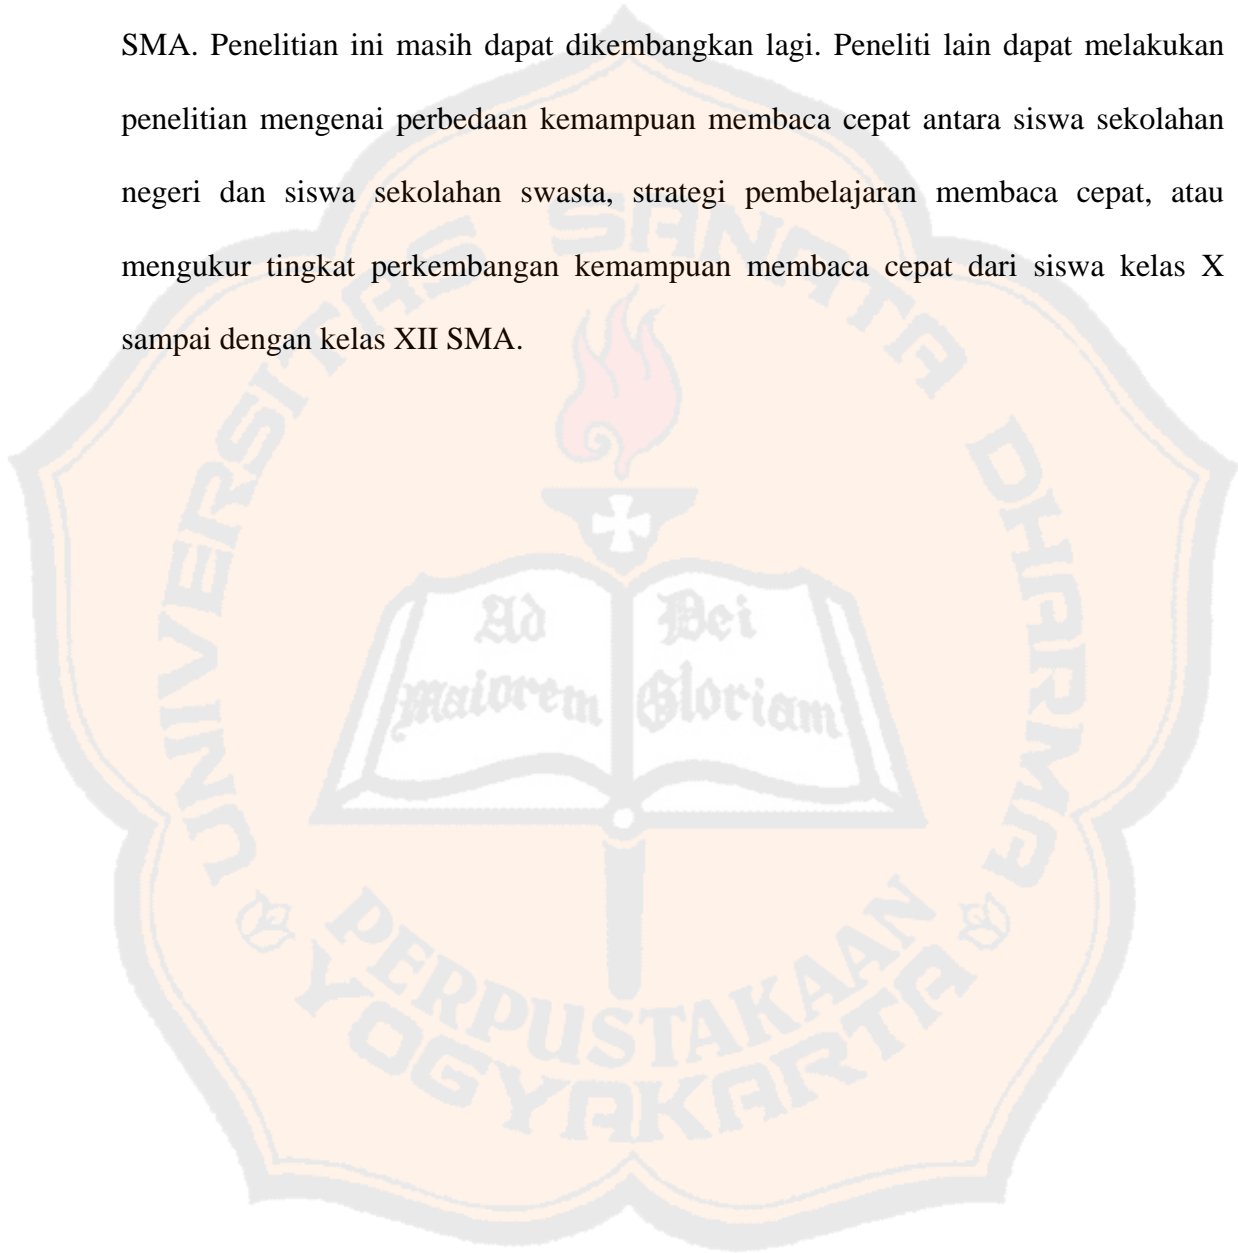 SMA. Penelitian ini masih dapat dikembangkan lagi. Peneliti lain dapat melakukan
penelitian mengenai perbedaan kemampuan membaca cepat antara siswa sekolahan
negeri dan siswa sekolahan swasta, strategi pembelajaran membaca cepat, atau
mengukur tingkat perkembangan kemampuan membaca cepat dari siswa kelas X
sampai dengan kelas XII SMA.
UNIVERSITAS SANATA DHARMA
Ad Dei
Maiorem Gloriam
PERPUSTAKAAN
YOGYAKARTA